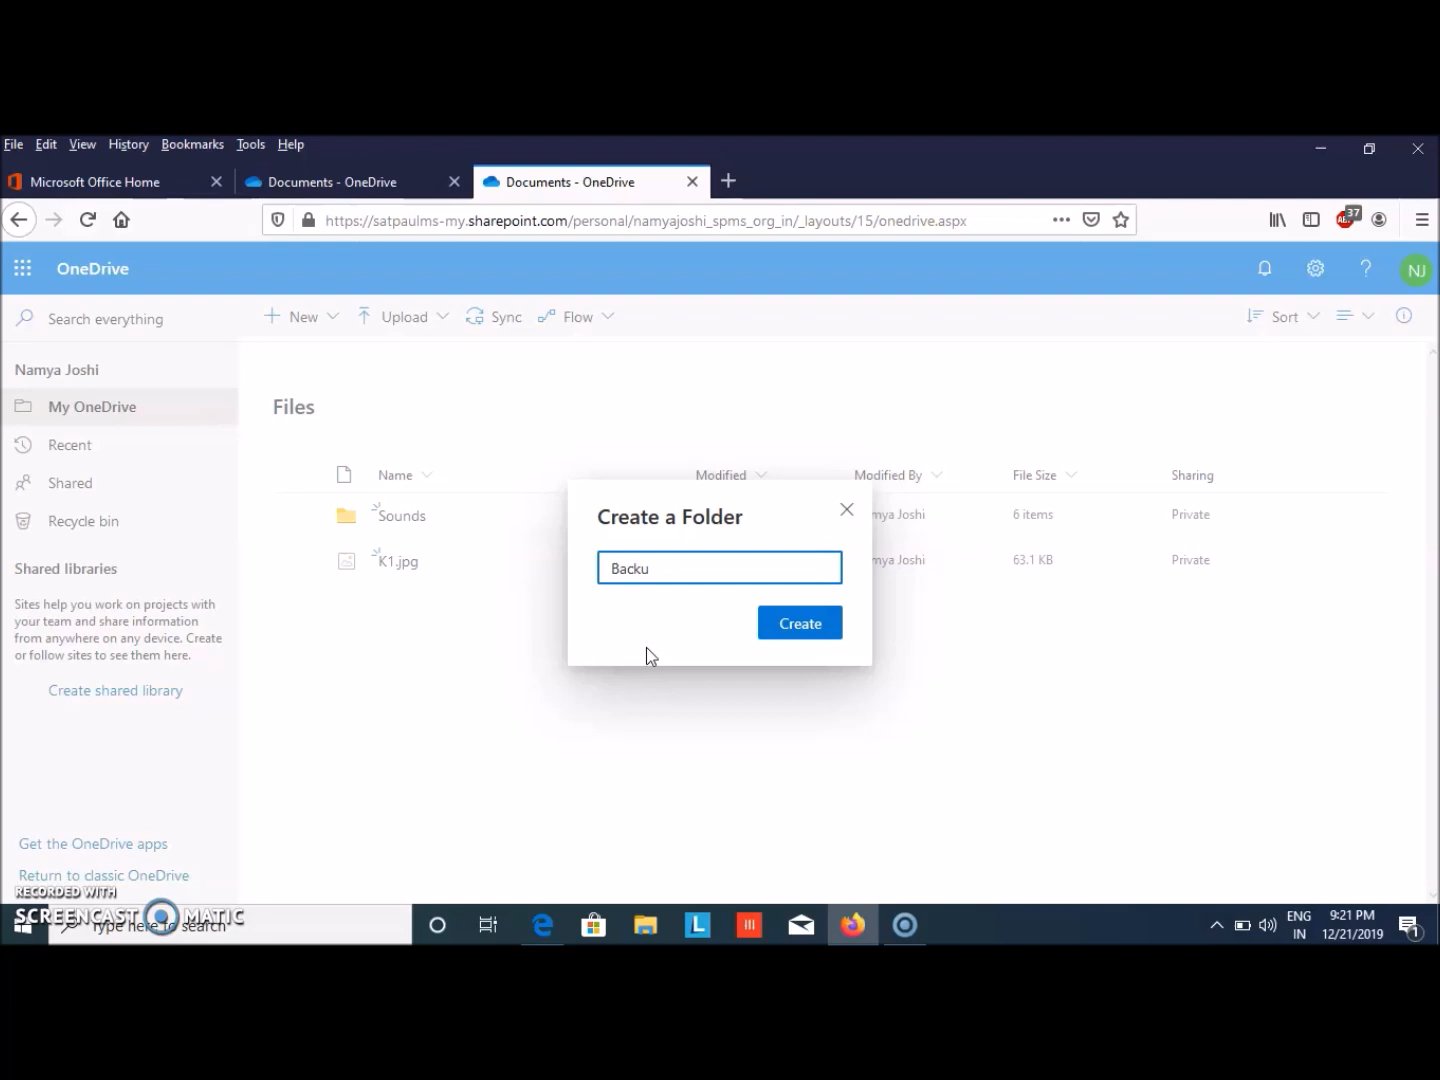 File Edit View History Bookmarks Tools Help
Microsoft Office Home Documents - OneDrive Documents - OneDrive
https://satpaulms-my.sharepoint.com/personal/namyajoshi_spms_org_in/_layouts/15/onedrive.aspx 37
OneDrive NJ
Search everything New Upload Sync Flow Sort
Namya Joshi
My OneDrive Files
Recent
Name Modified Modified By File Size Sharing
Shared
Create a Folder
Sounds mya Joshi 6 items Private
Recycle bin
K1.jpg mya Joshi 63.1 KB Private
Backu
Shared libraries
Sites help you work on projects with
your team and share information
from anywhere on any device. Create
or follow sites to see them here.
Create
Create shared library
Get the OneDrive apps
Return to classic OneDrive
RECORDED WITH
SCREENCAST MATIC
Type here to search
L
ENG
IN
9:21 PM
12/21/2019
1